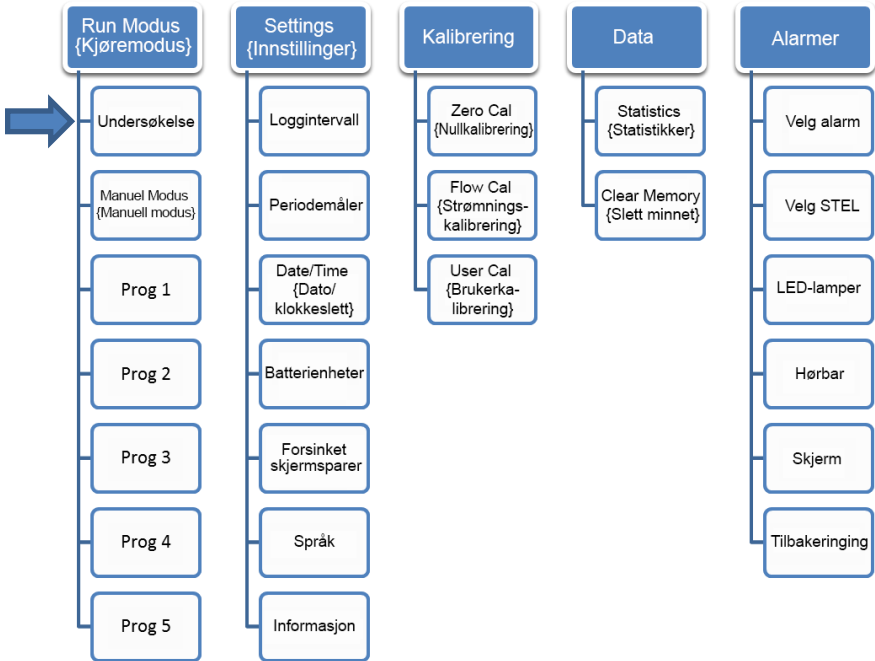 Run Modus
{Kjøremodus}
Undersøkelse
Manuel Modus
{Manuell modus}
Prog 1
Prog 2
Prog 3
Prog 4
Prog 5
Settings
{Innstillinger}
Loggintervall
Periodemåler
Date/Time
{Dato/
klokkeslett}
Batterienheter
Forsinket
skjermsparer
Språk
Informasjon
Kalibrering
Zero Cal
{Nullkalibrering}
Flow Cal
{Strømnings-
kalibrering}
User Cal
{Brukerka-
librering}
Data
Statistics
{Statistikker}
Clear Memory
{Slett minnet}
Alarmer
Velg alarm
Velg STEL
LED-lamper
Hørbar
Skjerm
Tilbakeringing